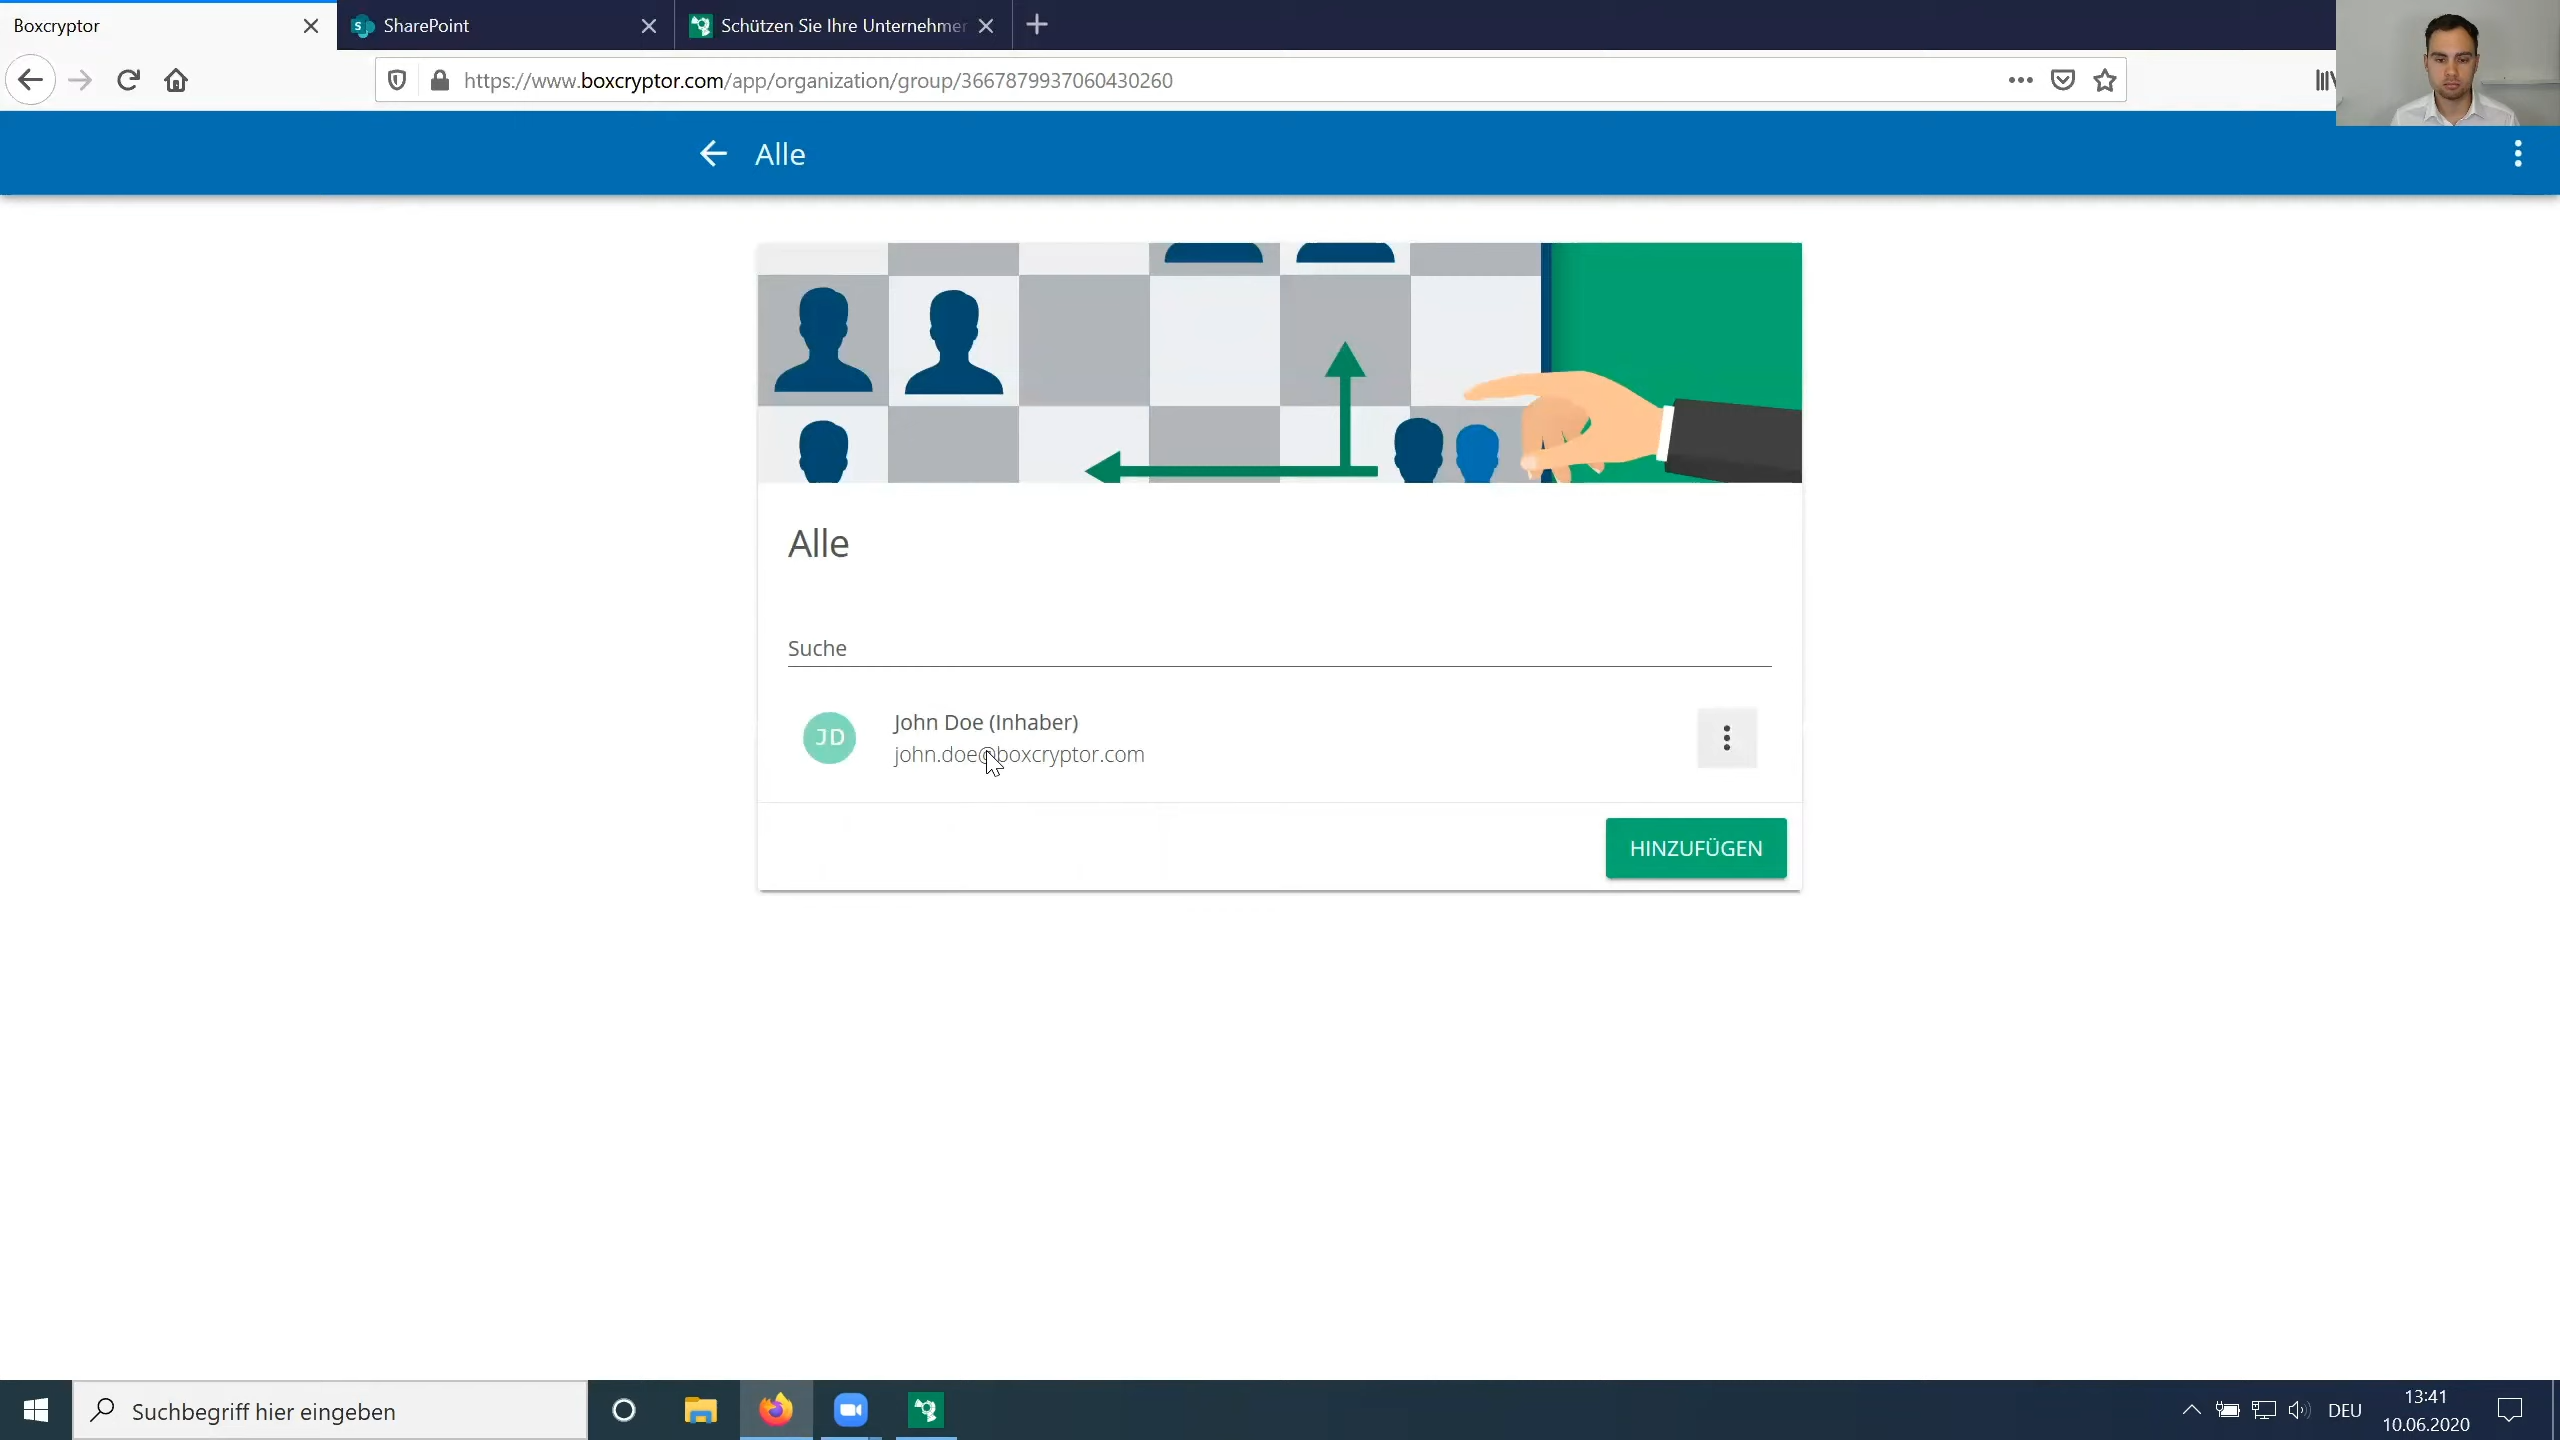 Boxcryptor
SharePoint
Schützen Sie Ihre Unternehmen
https://www.boxcryptor.com/app/organization/group/3667879937060430260
Alle
Alle
Suche
JD
John Doe (Inhaber)
john.doe@boxcryptor.com
HINZUFÜGEN
Suchbegriff hier eingeben
DEU
13:41
10.06.2020